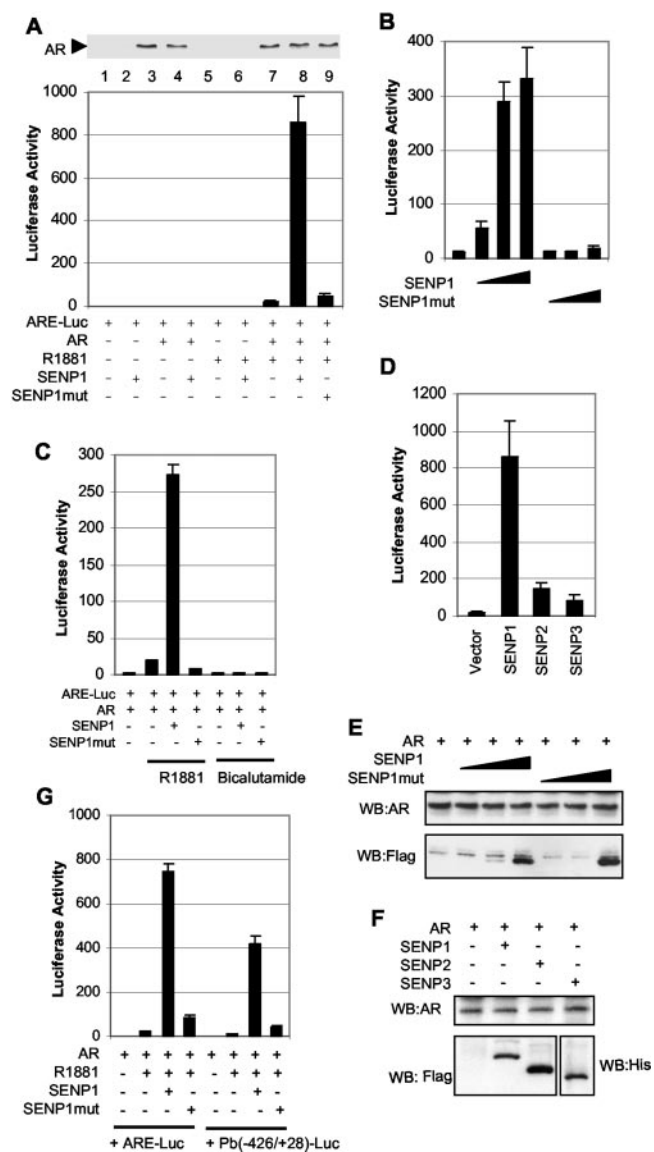 A
AR
1 2 3 4 5 6 7 8 9
1000
800
600
400
200
0
Luciferase Activity
ARE-Luc + + + + + + + + +
AR - - + + - - + + +
R1881 - - - - + + + + +
SENP1 - + - + - + - + -
SENP1mut - - - - - - - - +
B
400
300
200
100
0
Luciferase Activity
SENP1
SENP1mut
C
300
250
200
150
100
50
0
Luciferase Activity
ARE-Luc + + + + + + +
AR + + + + + + +
SENP1 - - + - - + -
SENP1mut - - - + - - +
R1881 Bicalutamide
D
1200
1000
800
600
400
200
0
Luciferase Activity
Vector
SENP1
SENP2
SENP3
E
AR + + + + + + +
SENP1
SENP1mut
WB:AR
WB:Flag
F
AR + + + +
SENP1 - + - -
SENP2 - - + -
SENP3 - - - +
WB:AR
WB: Flag
WB:His
G
1000
800
600
400
200
0
Luciferase Activity
AR + + + + + + + +
R1881 - + + + - + + +
SENP1 - - + - - - + -
SENP1mut - - - + - - - +
+ ARE-Luc + Pb(-426/+28)-Luc